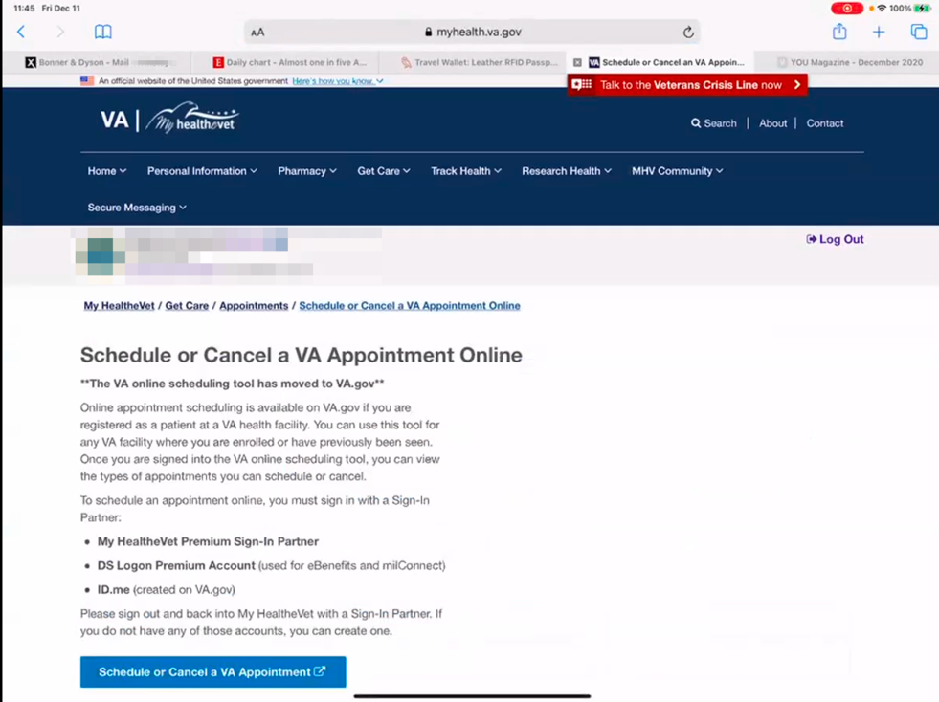 11:45 Fri Dec 11
100%
AA
myhealth.va.gov
Bonner & Dyson - Mail
Daily chart - Almost one in five A...
Travel Wallet: Leather RFID Passp...
Schedule or Cancel an VA Appoin...
YOU Magazine - December 2020
An official website of the United States government Here's how you know.
Talk to the Veterans Crisis Line now
VA | My healthevet
Search | About | Contact
Home Personal Information Pharmacy Get Care Track Health Research Health MHV Community
Secure Messaging
Log Out
My HealtheVet / Get Care / Appointments / Schedule or Cancel a VA Appointment Online
Schedule or Cancel a VA Appointment Online
**The VA online scheduling tool has moved to VA.gov**
Online appointment scheduling is available on VA.gov if you are
registered as a patient at a VA health facility. You can use this tool for
any VA facility where you are enrolled or have previously been seen.
Once you are signed into the VA online scheduling tool, you can view
the types of appointments you can schedule or cancel.
To schedule an appointment online, you must sign in with a Sign-In
Partner:
• My HealtheVet Premium Sign-In Partner
• DS Logon Premium Account (used for eBenefits and milConnect)
• ID.me (created on VA.gov)
Please sign out and back into My HealtheVet with a Sign-In Partner. If
you do not have any of those accounts, you can create one.
Schedule or Cancel a VA Appointment